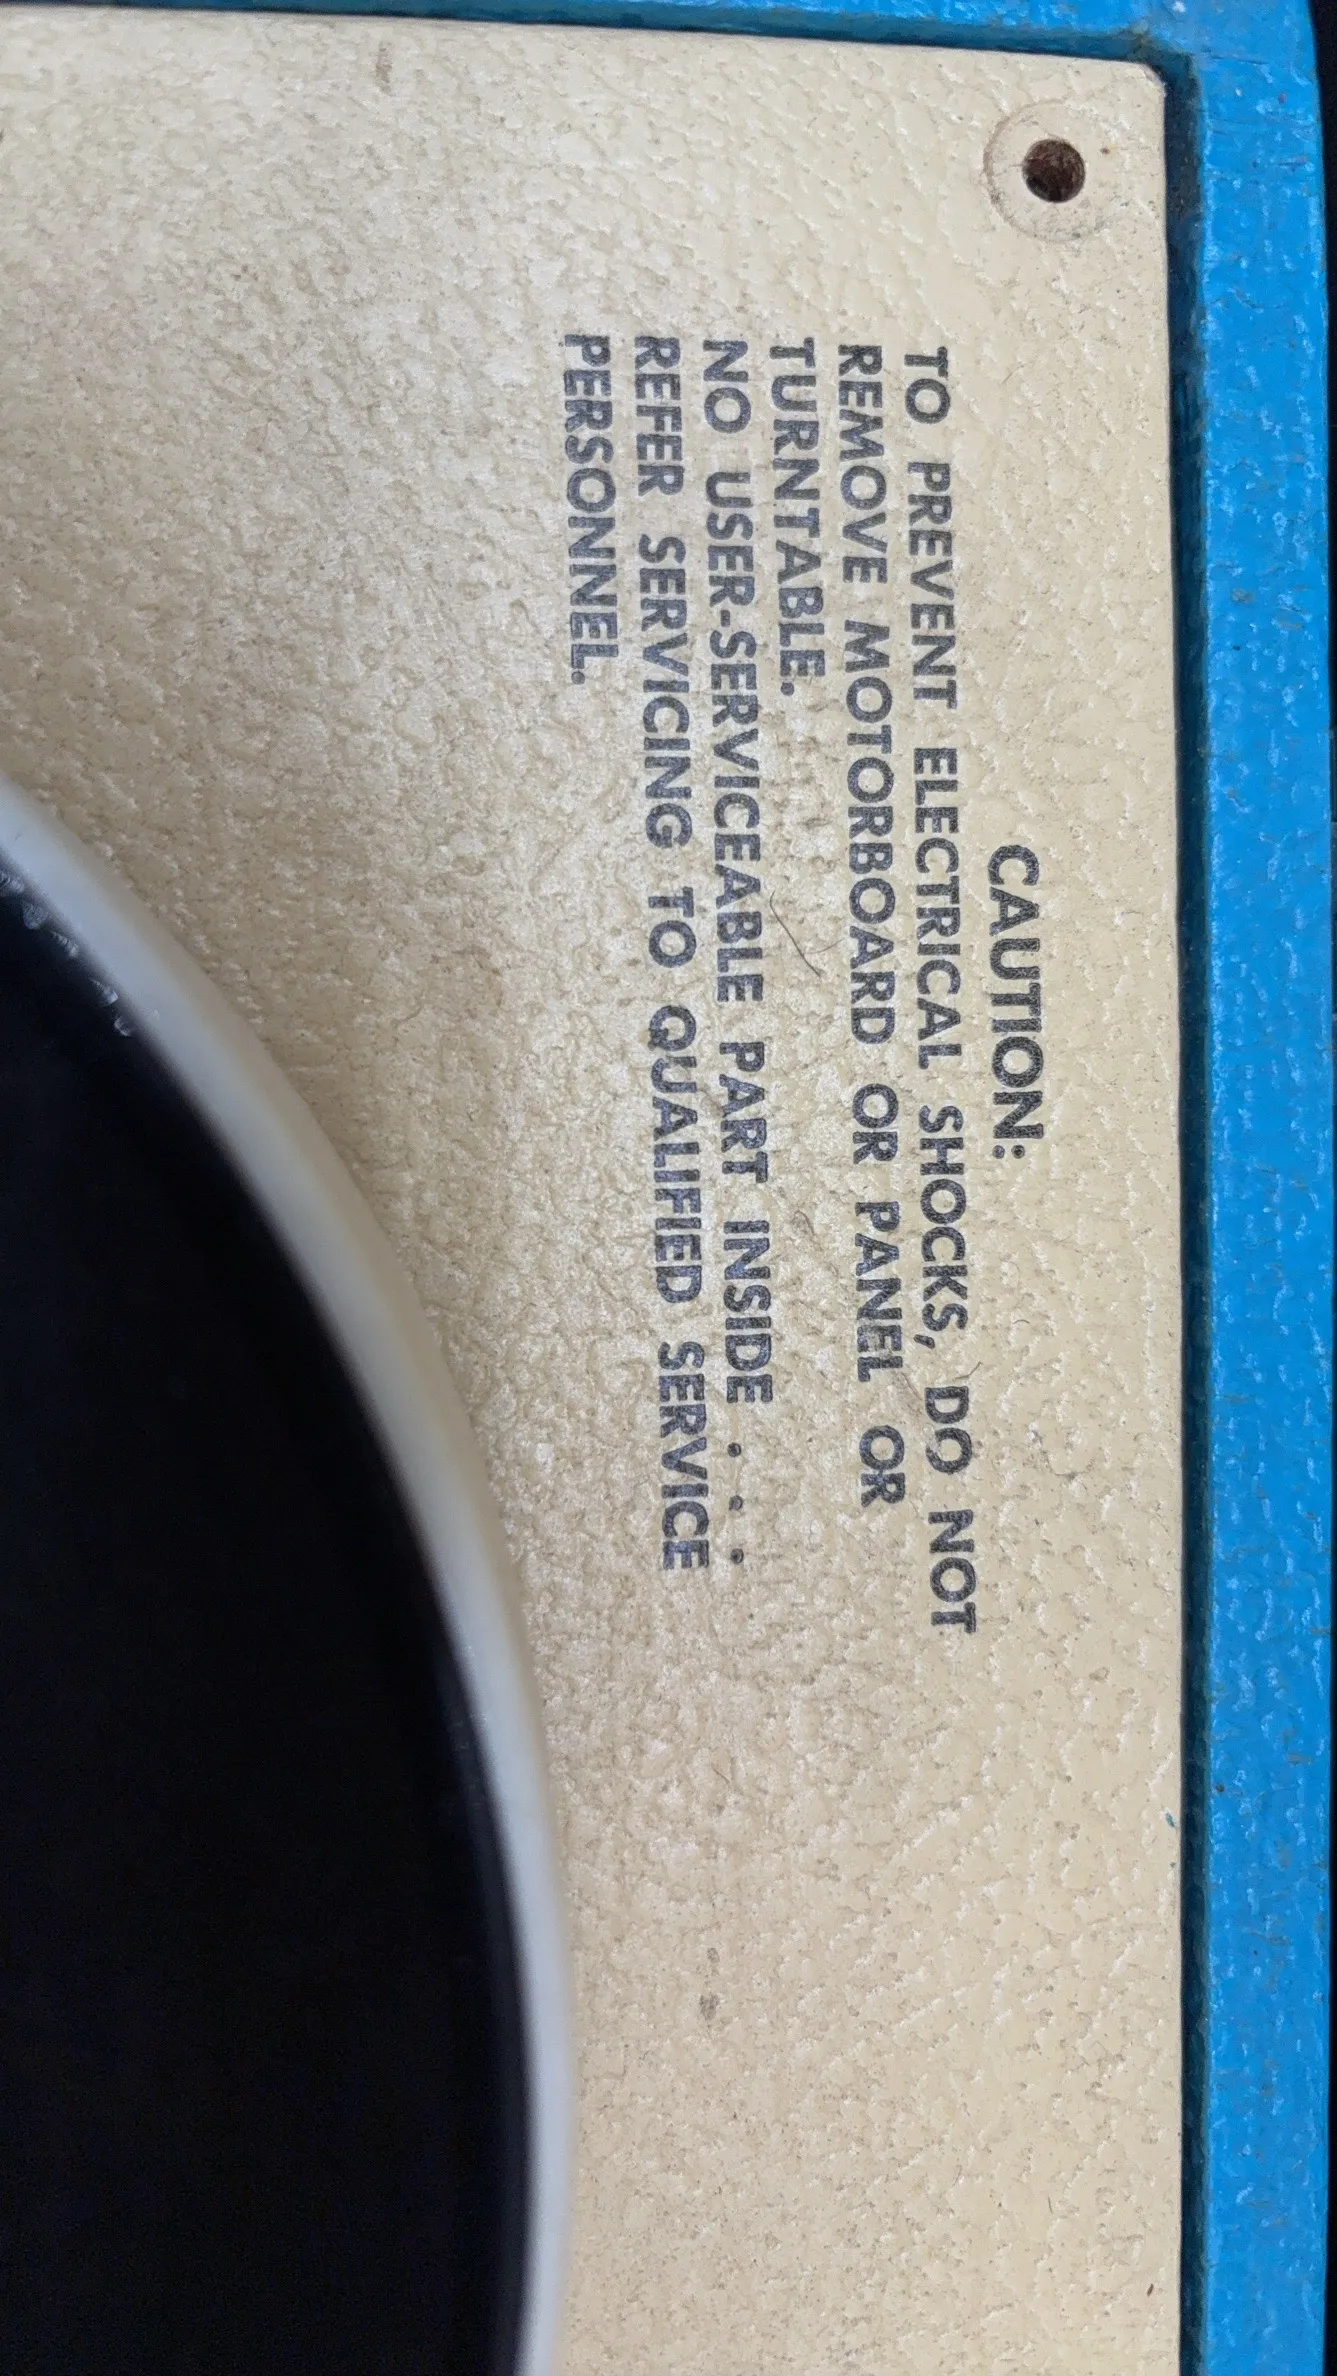 CAUTION:
TO PREVENT ELECTRICAL SHOCKS, DO NOT
REMOVE MOTORBOARD OR PANEL OR
TURNTABLE.
NO USER-SERVICEABLE PART INSIDE . . .
REFER SERVICING TO QUALIFIED SERVICE
PERSONNEL.